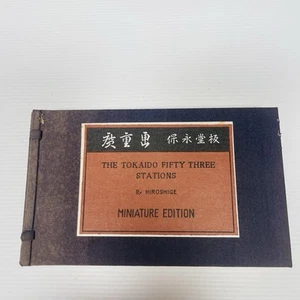 廣重畫 保永堂板
THE TOKAIDO FIFTY THREE
STATIONS
By HIROSHIGE
MINIATURE EDITION